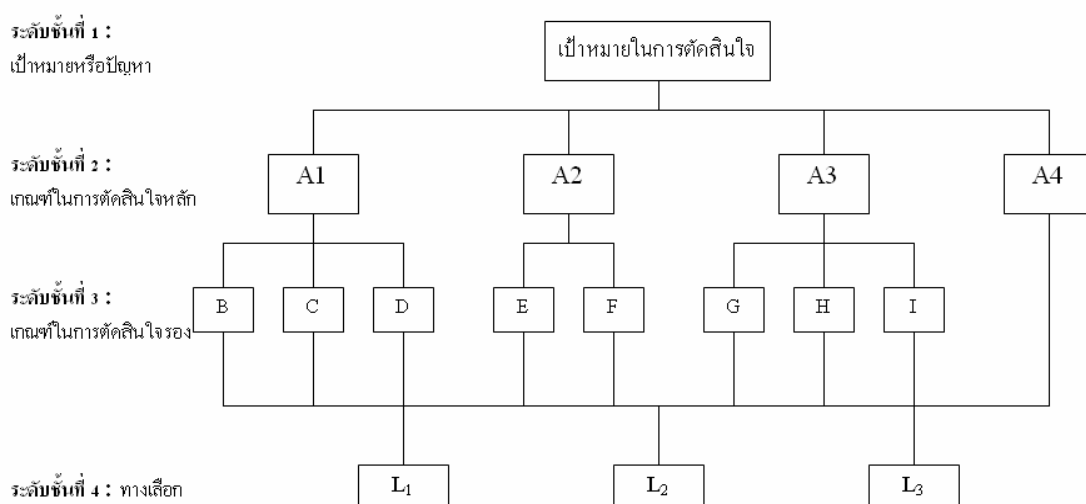 ระดับชั้นที่ 1 :
เป้าหมายหรือปัญหา
เป้าหมายในการตัดสินใจ
ระดับชั้นที่ 2 :
เกณฑ์ในการตัดสินใจหลัก
A1 A2 A3 A4
ระดับชั้นที่ 3 :
เกณฑ์ในการตัดสินใจรอง
B C D E F G H I
ระดับชั้นที่ 4 : ทางเลือก
L₁ L₂ L₃